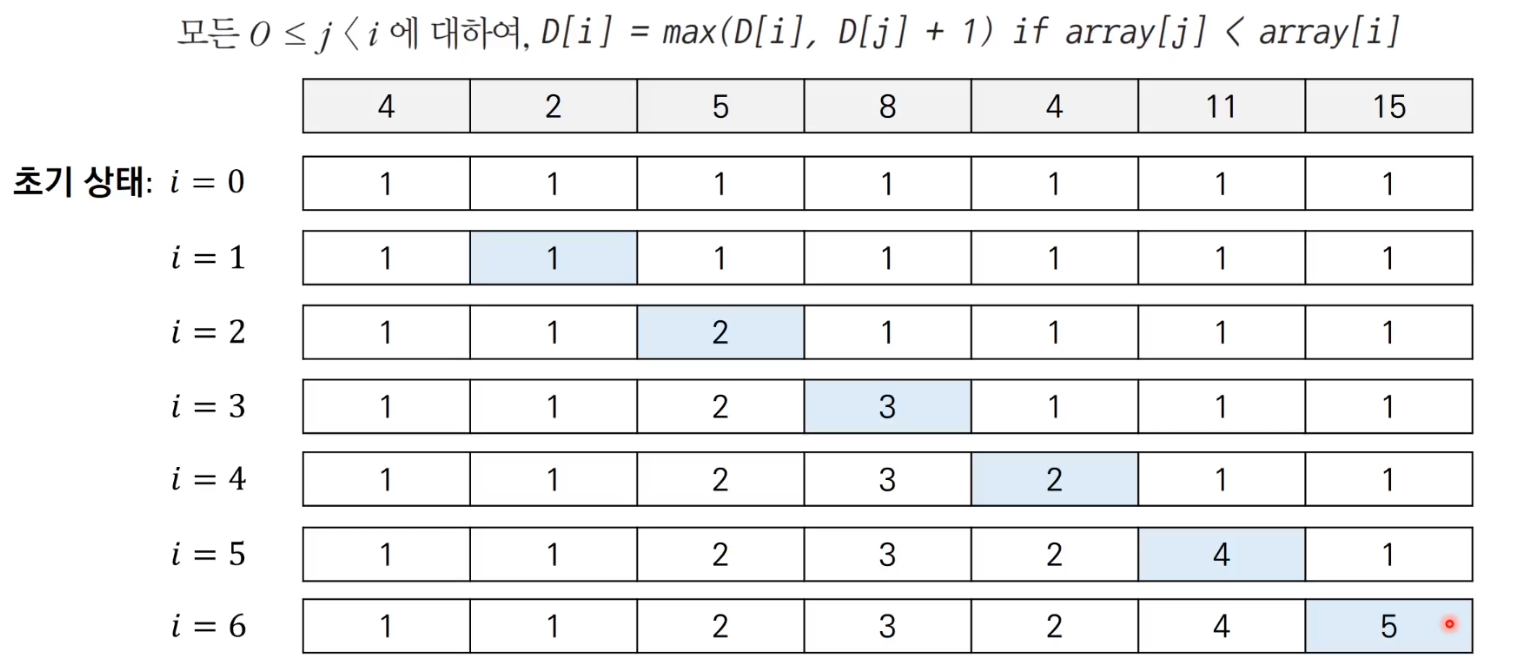 모든 0 ≤ j < i 에 대하여, D[i] = max(D[i], D[j] + 1) if array[j] < array[i]
4 2 5 8 4 11 15
초기 상태: i = 0 1 1 1 1 1 1 1
i = 1 1 1 1 1 1 1 1
i = 2 1 1 2 1 1 1 1
i = 3 1 1 2 3 1 1 1
i = 4 1 1 2 3 2 1 1
i = 5 1 1 2 3 2 4 1
i = 6 1 1 2 3 2 4 5